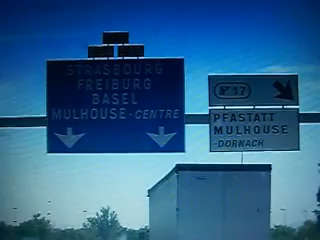 STRASBOURG
FREIBURG
BASEL
MULHOUSE - CENTRE
17
PFASTATT
MULHOUSE
-DORNACH